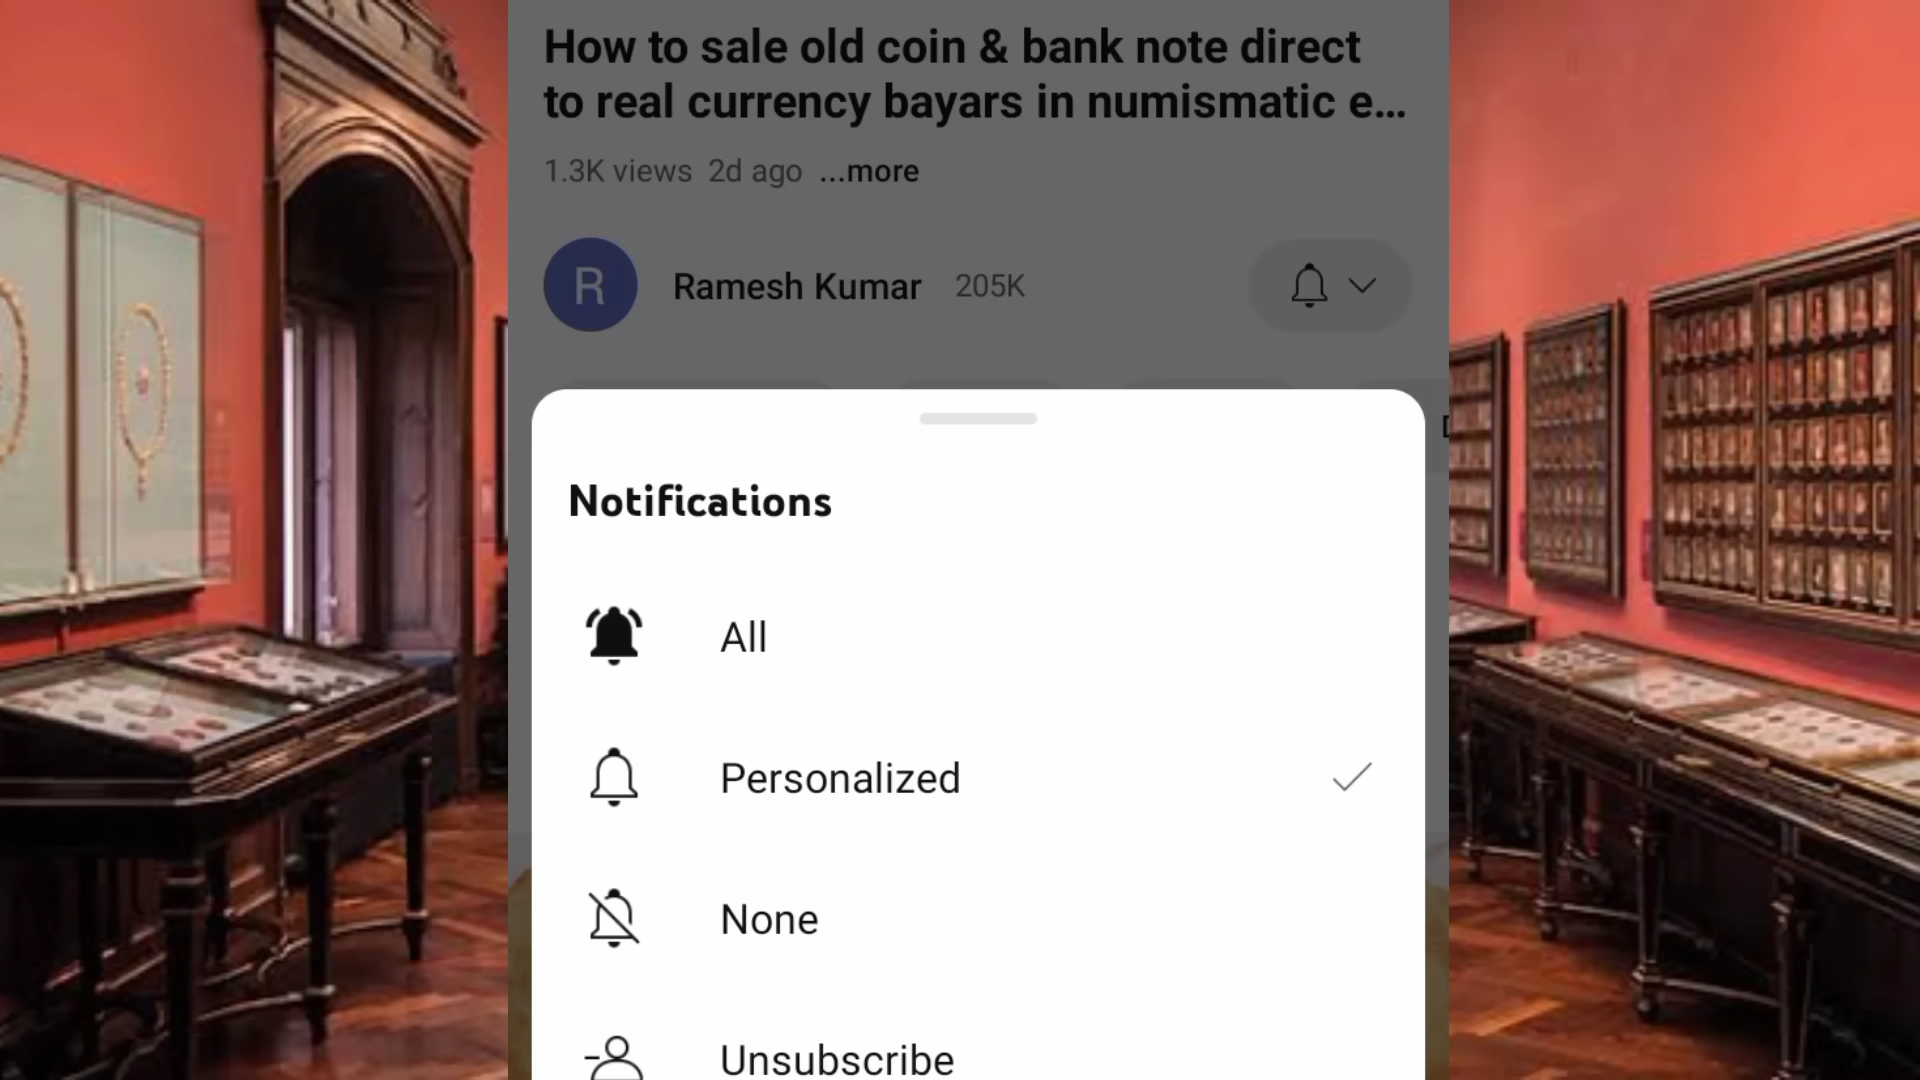 How to sale old coin & bank note direct
to real currency bayars in numismatic e...
1.3K views 2d ago ...more
R
Ramesh Kumar 205K
Notifications
All
Personalized
None
Unsubscribe